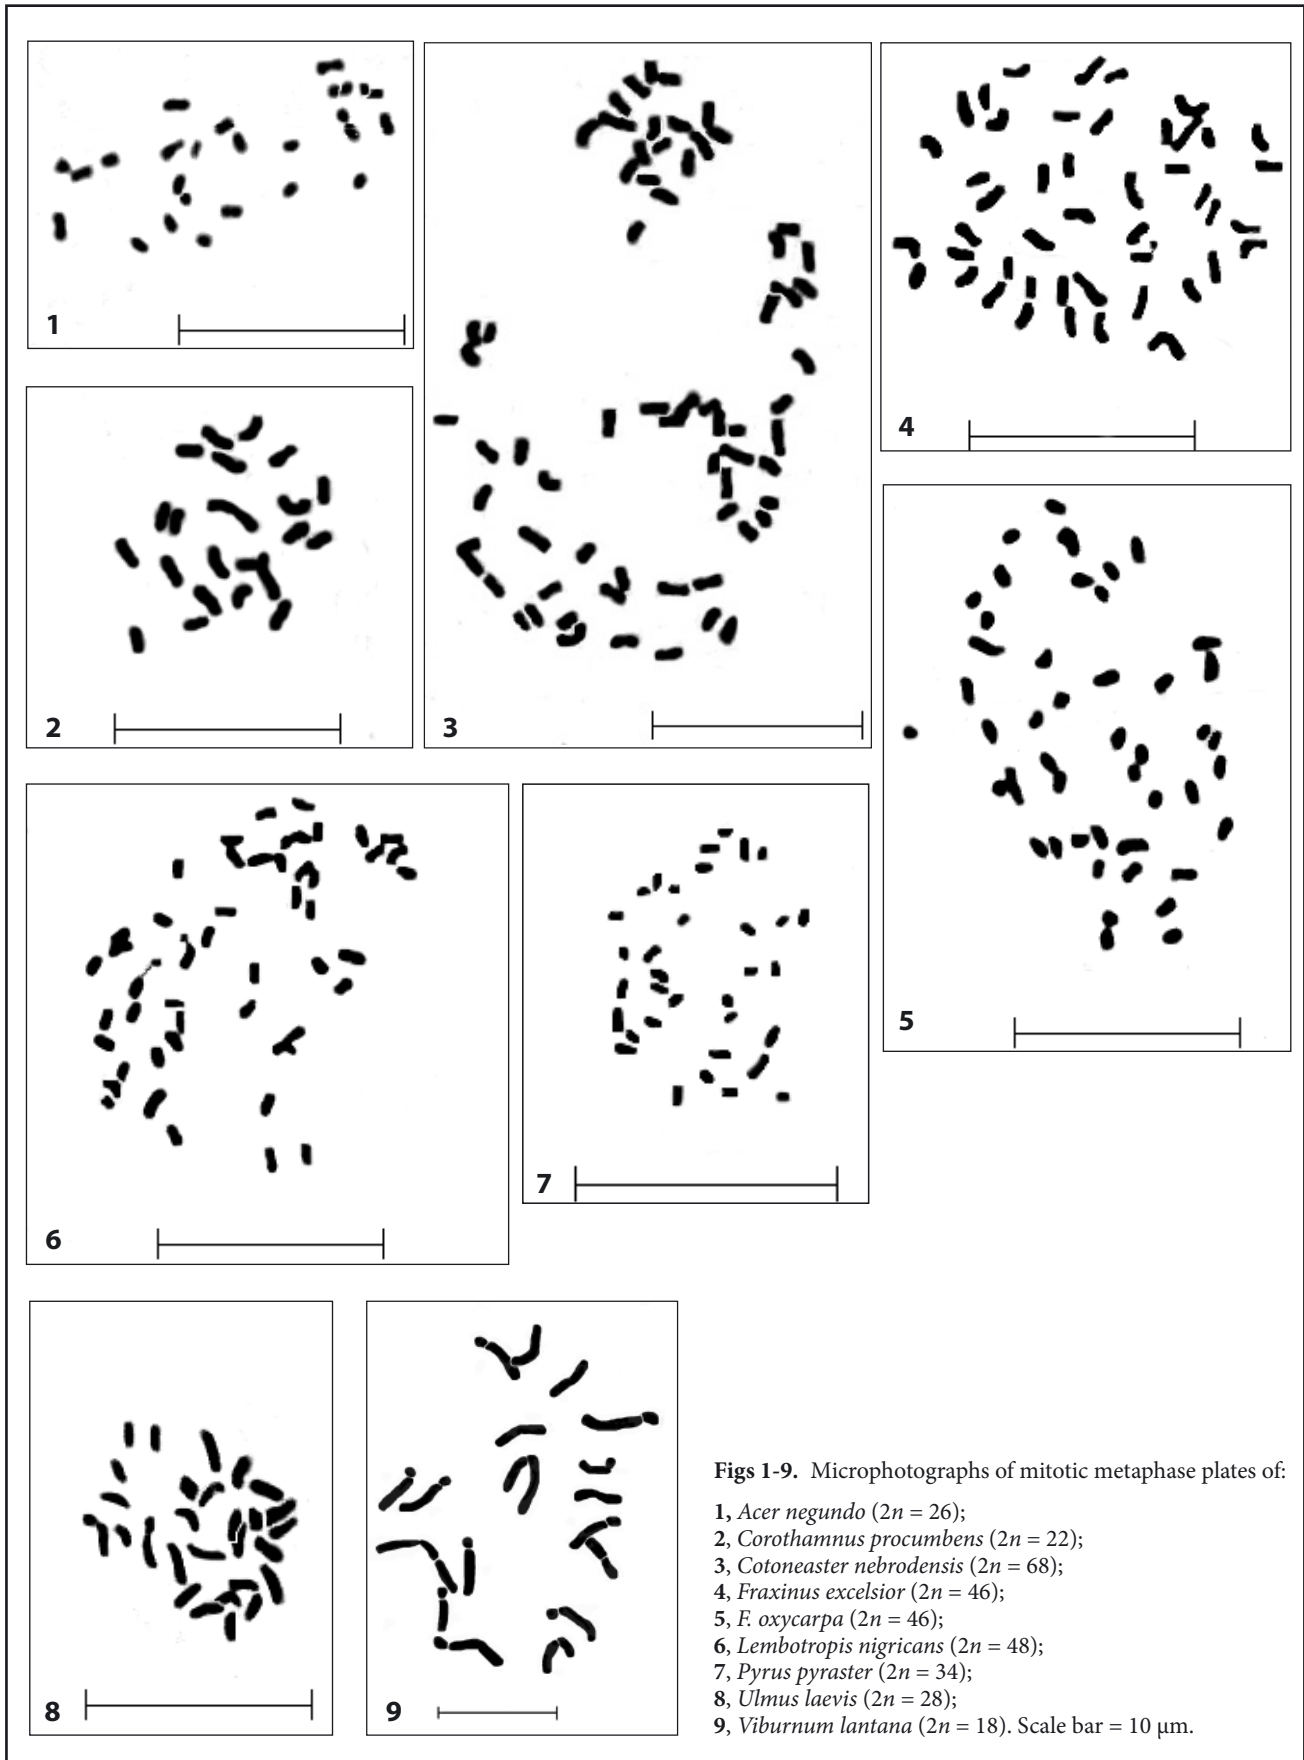 1
2
3
4
5
6
7
8
9
Figs 1-9. Microphotographs of mitotic metaphase plates of:
1, Acer negundo (2n = 26);
2, Corothamnus procumbens (2n = 22);
3, Cotoneaster nebrodensis (2n = 68);
4, Fraxinus excelsior (2n = 46);
5, F. oxycarpa (2n = 46);
6, Lembotropis nigricans (2n = 48);
7, Pyrus pyraster (2n = 34);
8, Ulmus laevis (2n = 28);
9, Viburnum lantana (2n = 18). Scale bar = 10 μm.